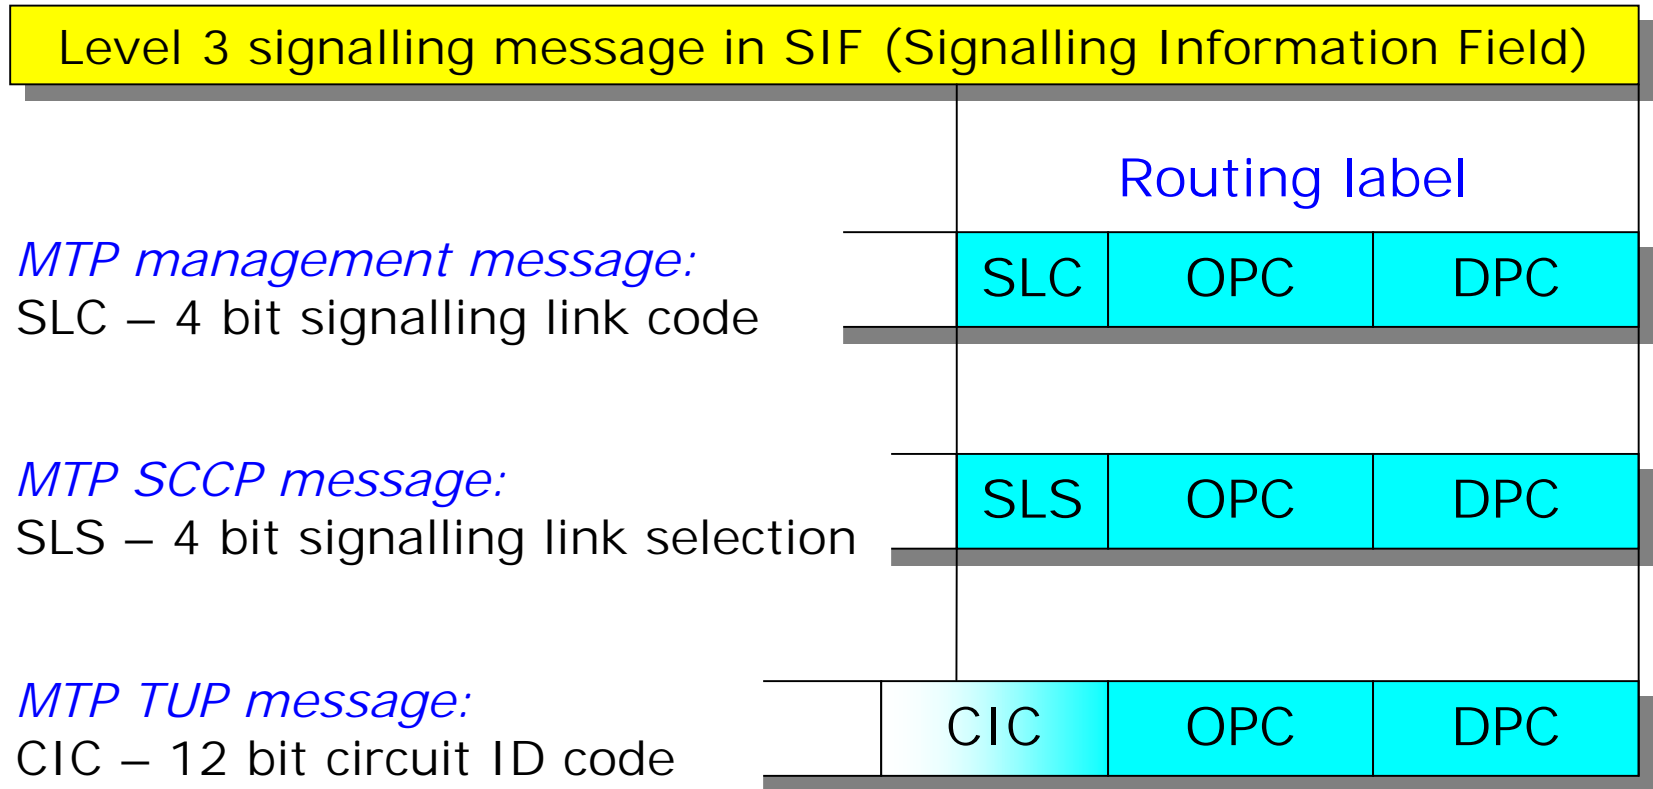 Level 3 signalling message in SIF (Signalling Information Field)
Routing label
MTP management message:
SLC – 4 bit signalling link code
SLC OPC DPC
MTP SCCP message:
SLS – 4 bit signalling link selection
SLS OPC DPC
MTP TUP message:
CIC – 12 bit circuit ID code
CIC OPC DPC